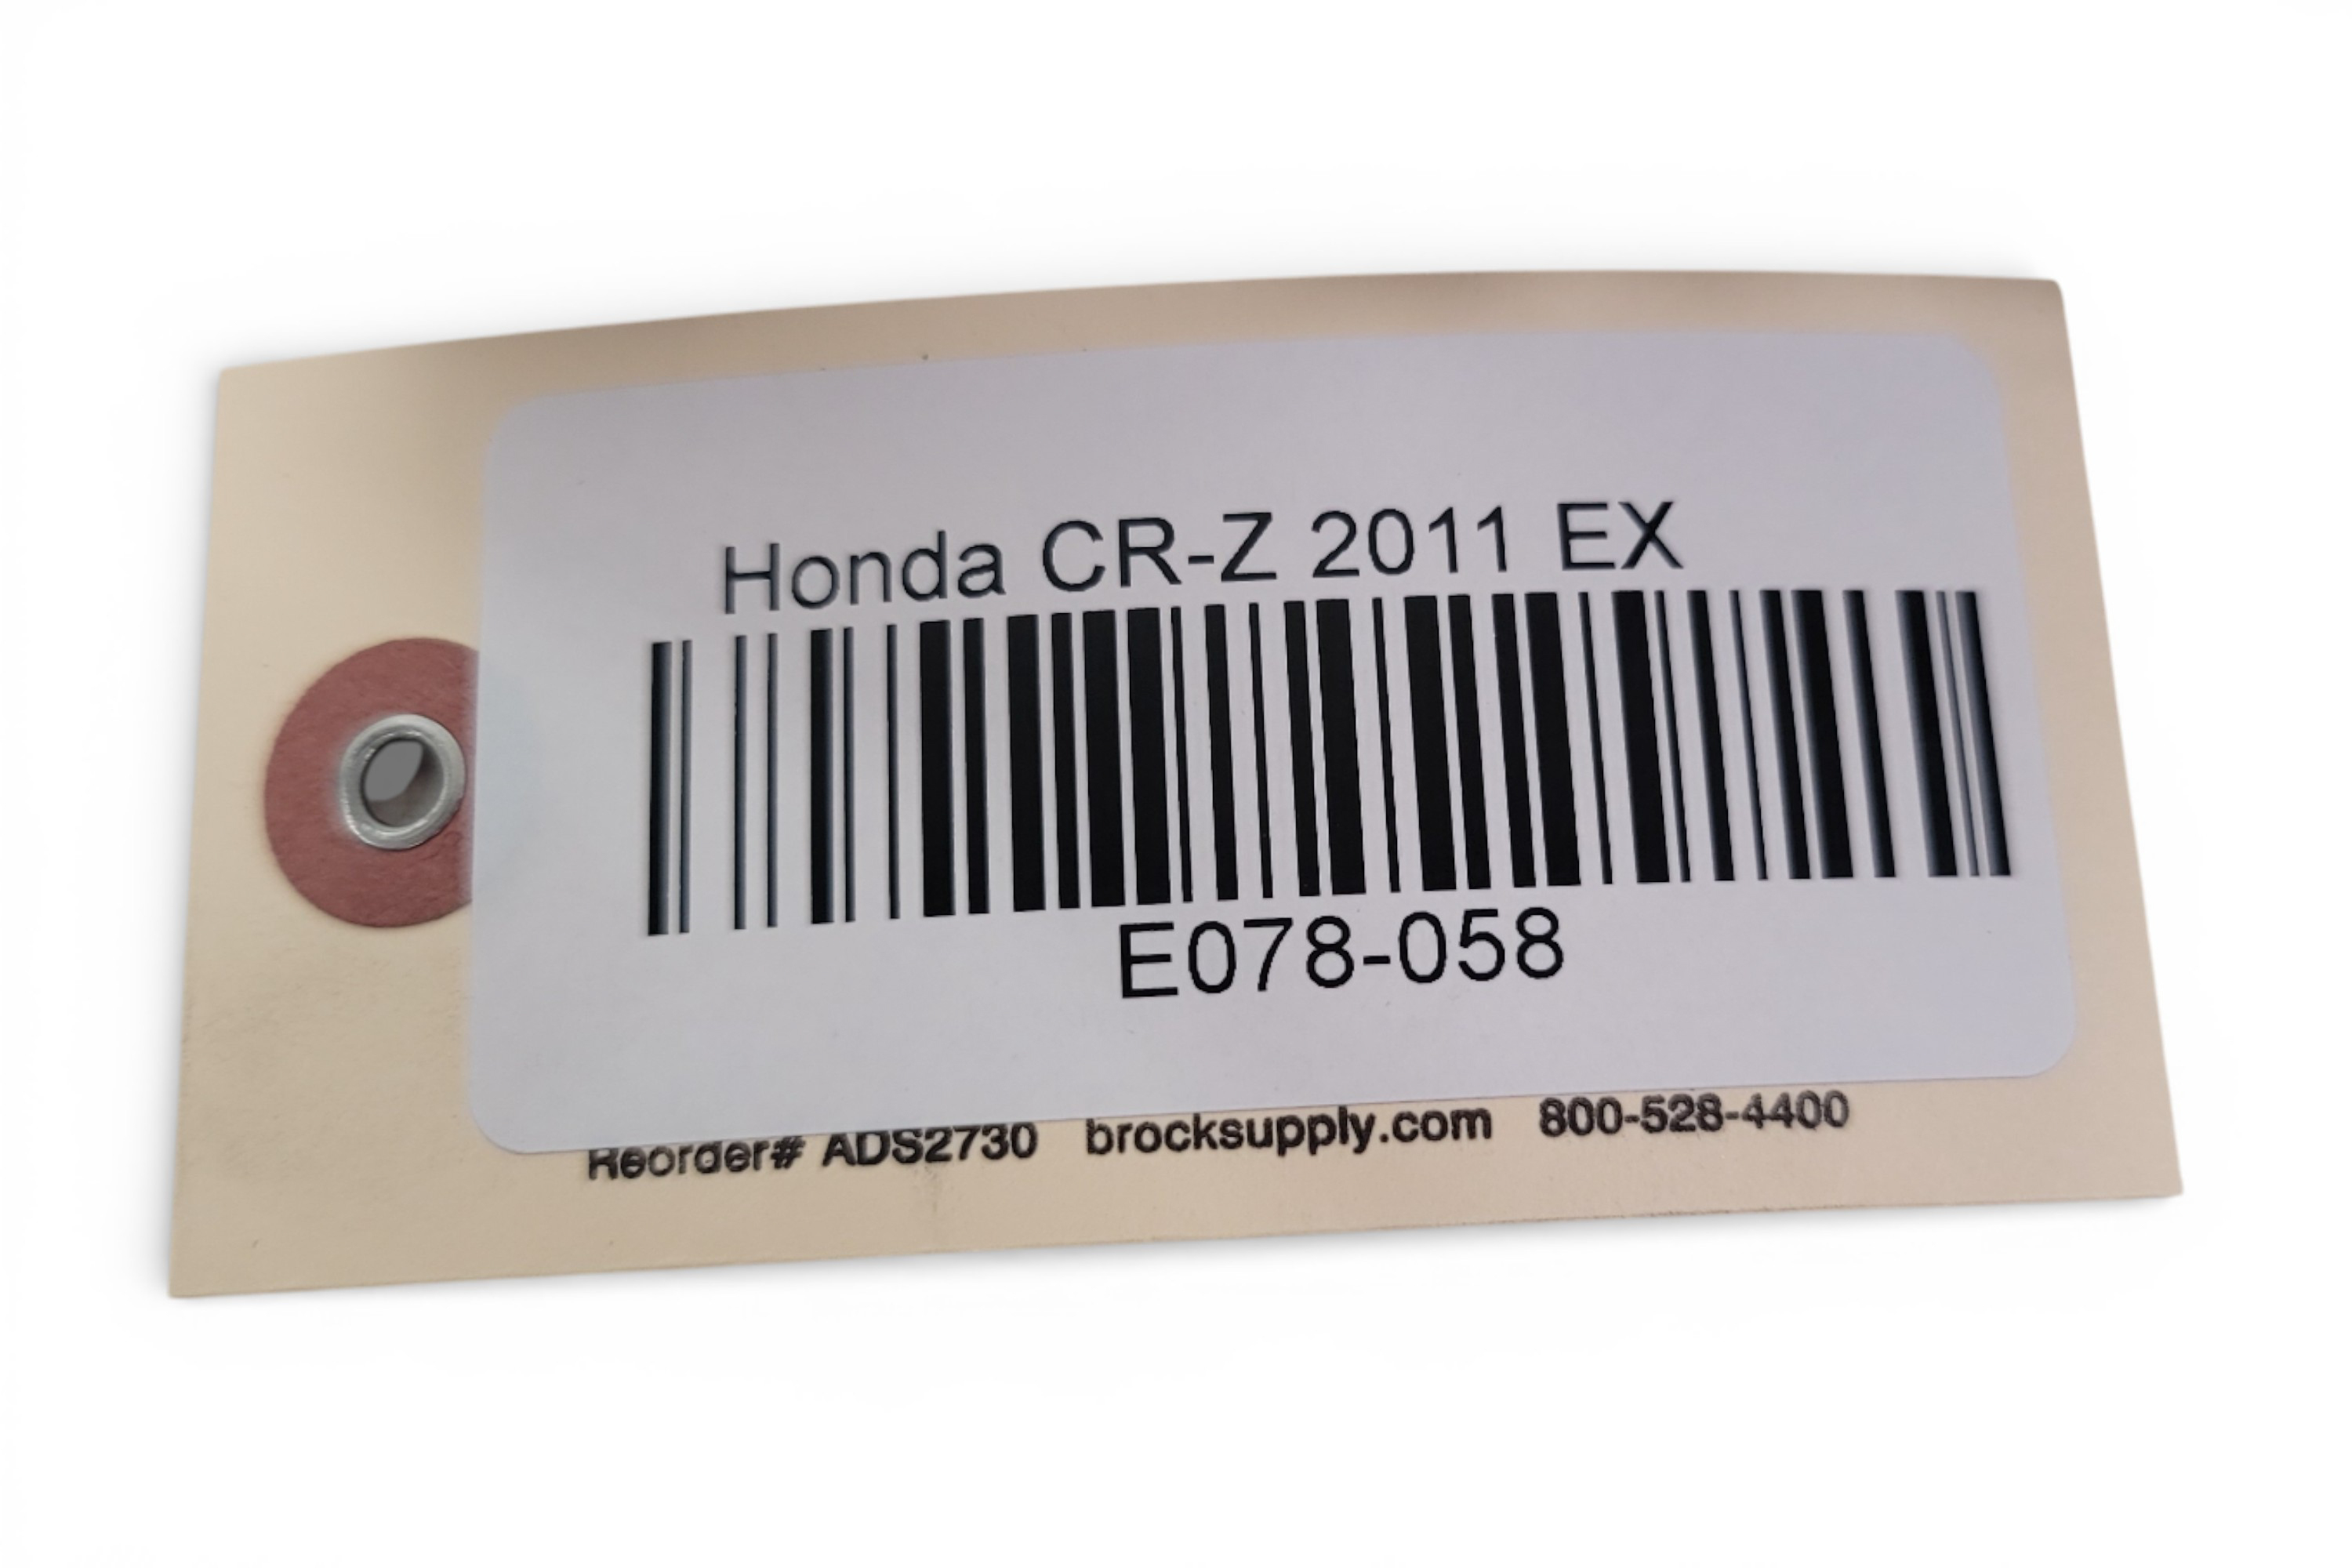 Honda CR-Z 2011 EX
E078-058
Reorder# ADS2730 brocksupply.com 800-528-4400